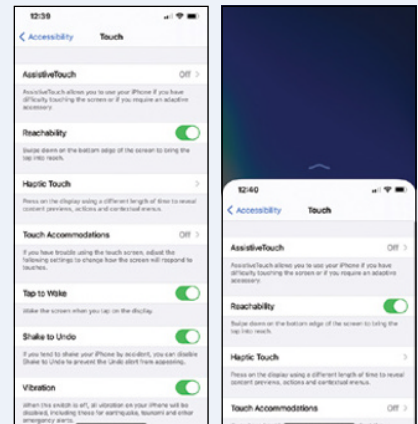 12:39
Accessibility Touch
AssistiveTouch Off
AssistiveTouch allows you to use your iPhone if you have
difficulty touching the screen or if you require an adaptive
accessory.
Reachability
Swipe down on the bottom edge of the screen to bring the
top into reach.
Haptic Touch
Press on the display using a different length of time to reveal
content previews, actions and contextual menus.
Touch Accommodations Off
If you have trouble using the touch screen, adjust the
following settings to change how the screen will respond to
touches.
Tap to Wake
Wake the screen when you tap on the display.
Shake to Undo
If you tend to shake your iPhone by accident, you can disable
Shake to Undo to prevent the Undo alert from appearing.
Vibration
When this switch is off, all vibration on your iPhone will be
disabled, including those for earthquake, tsunami and other
emergency alerts.
12:40
Accessibility Touch
AssistiveTouch Off
AssistiveTouch allows you to use your iPhone if you have
difficulty touching the screen or if you require an adaptive
accessory.
Reachability
Swipe down on the bottom edge of the screen to bring the
top into reach.
Haptic Touch
Press on the display using a different length of time to reveal
content previews, actions and contextual menus.
Touch Accommodations Off